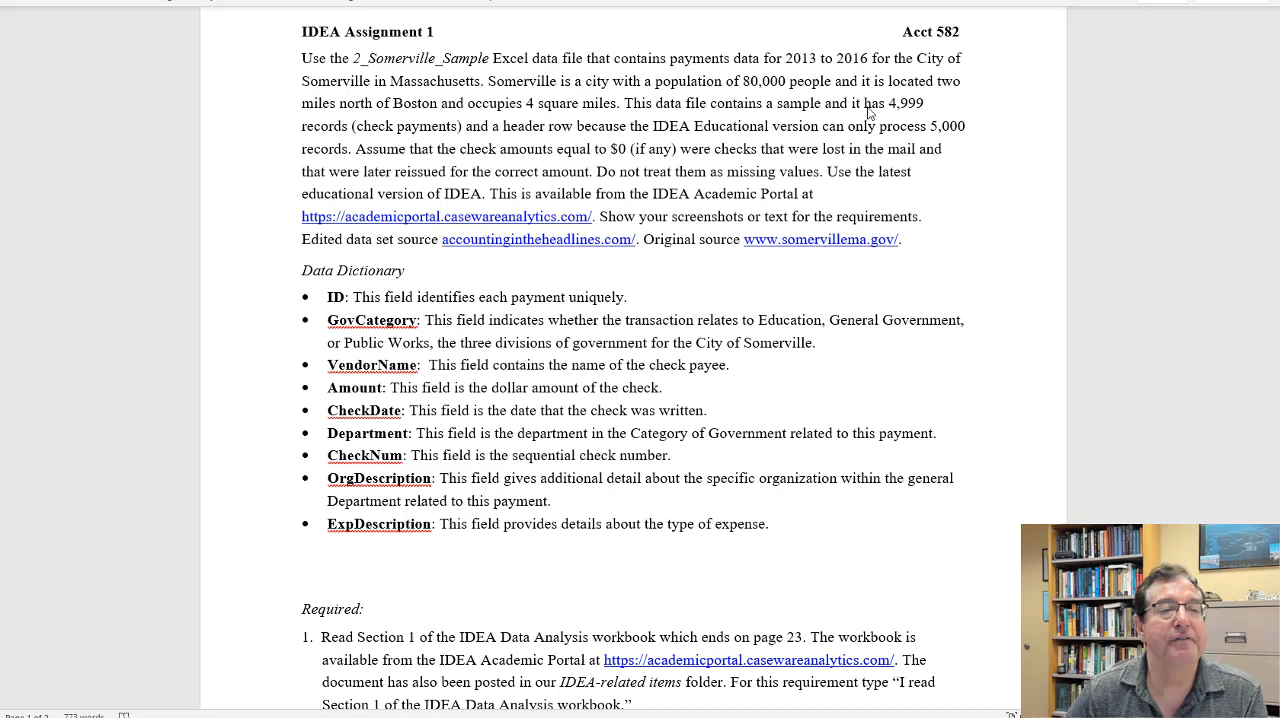 IDEA Assignment 1 Acct 582
Use the 2_Somerville_Sample Excel data file that contains payments data for 2013 to 2016 for the City of
Somerville in Massachusetts. Somerville is a city with a population of 80,000 people and it is located two
miles north of Boston and occupies 4 square miles. This data file contains a sample and it has 4,999
records (check payments) and a header row because the IDEA Educational version can only process 5,000
records. Assume that the check amounts equal to $0 (if any) were checks that were lost in the mail and
that were later reissued for the correct amount. Do not treat them as missing values. Use the latest
educational version of IDEA. This is available from the IDEA Academic Portal at
https://academicportal.casewareanalytics.com/. Show your screenshots or text for the requirements.
Edited data set source accountingintheheadlines.com/. Original source www.somervillema.gov/.
Data Dictionary
• ID: This field identifies each payment uniquely.
• GovCategory: This field indicates whether the transaction relates to Education, General Government,
or Public Works, the three divisions of government for the City of Somerville.
• VendorName: This field contains the name of the check payee.
• Amount: This field is the dollar amount of the check.
• CheckDate: This field is the date that the check was written.
• Department: This field is the department in the Category of Government related to this payment.
• CheckNum: This field is the sequential check number.
• OrgDescription: This field gives additional detail about the specific organization within the general
Department related to this payment.
• ExpDescription: This field provides details about the type of expense.
Required:
1. Read Section 1 of the IDEA Data Analysis workbook which ends on page 23. The workbook is
available from the IDEA Academic Portal at https://academicportal.casewareanalytics.com/. The
document has also been posted in our IDEA-related items folder. For this requirement type “I read
Section 1 of the IDEA Data Analysis workbook.”
Page 1 of 2 773 words